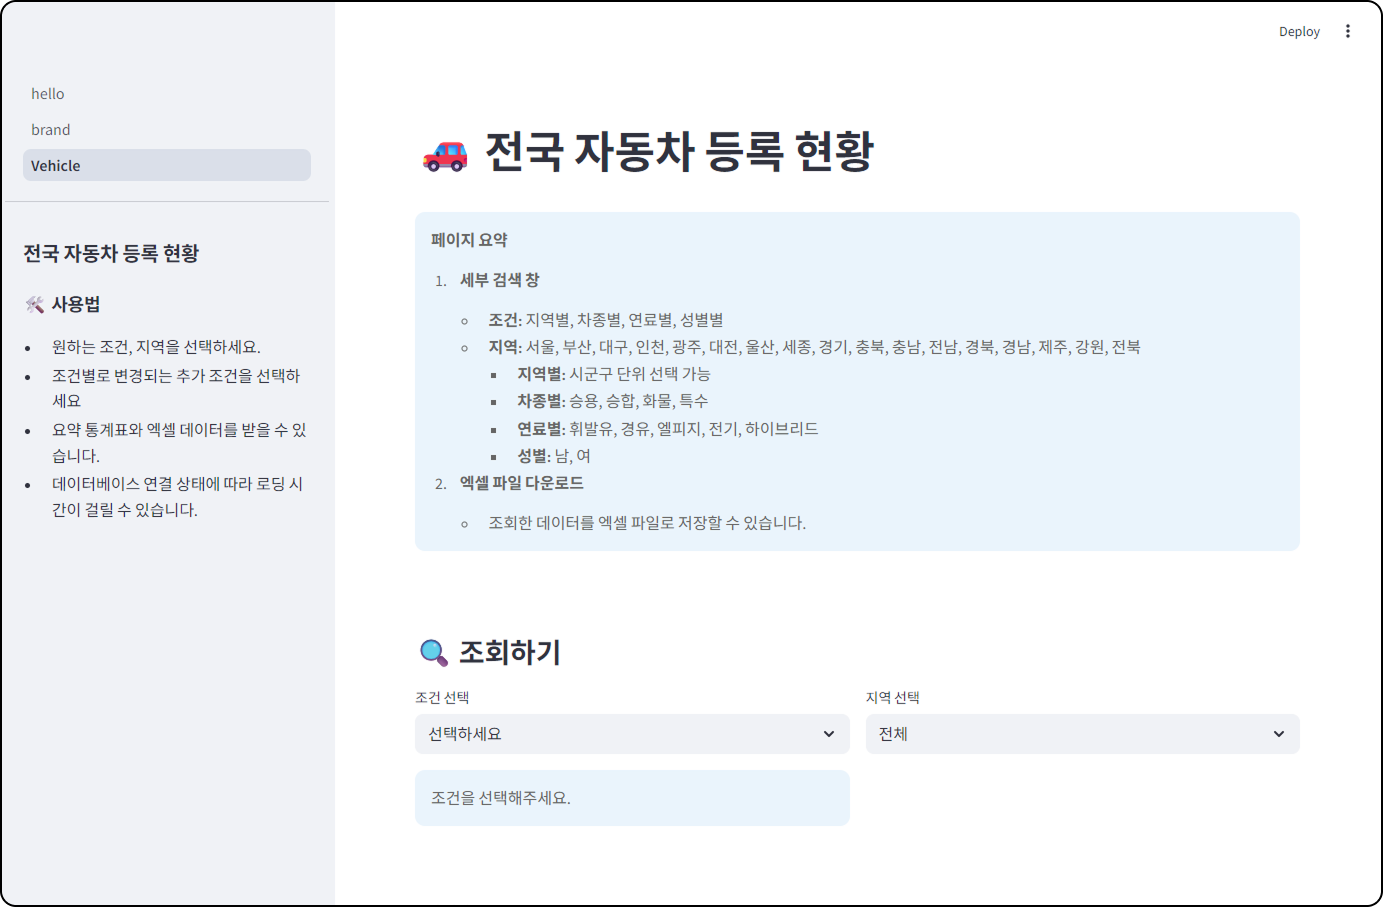 Deploy
hello
brand
Vehicle
전국 자동차 등록 현황
사용법
원하는 조건, 지역을 선택하세요.
조건별로 변경되는 추가 조건을 선택하
세요
요약 통계표와 엑셀 데이터를 받을 수 있
습니다.
데이터베이스 연결 상태에 따라 로딩 시
간이 걸릴 수 있습니다.
전국 자동차 등록 현황
페이지 요약
1. 세부 검색 창
조건: 지역별, 차종별, 연료별, 성별별
지역: 서울, 부산, 대구, 인천, 광주, 대전, 울산, 세종, 경기, 충북, 충남, 전남, 경북, 경남, 제주, 강원, 전북
지역별: 시군구 단위 선택 가능
차종별: 승용, 승합, 화물, 특수
연료별: 휘발유, 경유, 엘피지, 전기, 하이브리드
성별: 남, 여
2. 엑셀 파일 다운로드
조회한 데이터를 엑셀 파일로 저장할 수 있습니다.
조회하기
조건 선택
선택하세요
지역 선택
전체
조건을 선택해주세요.